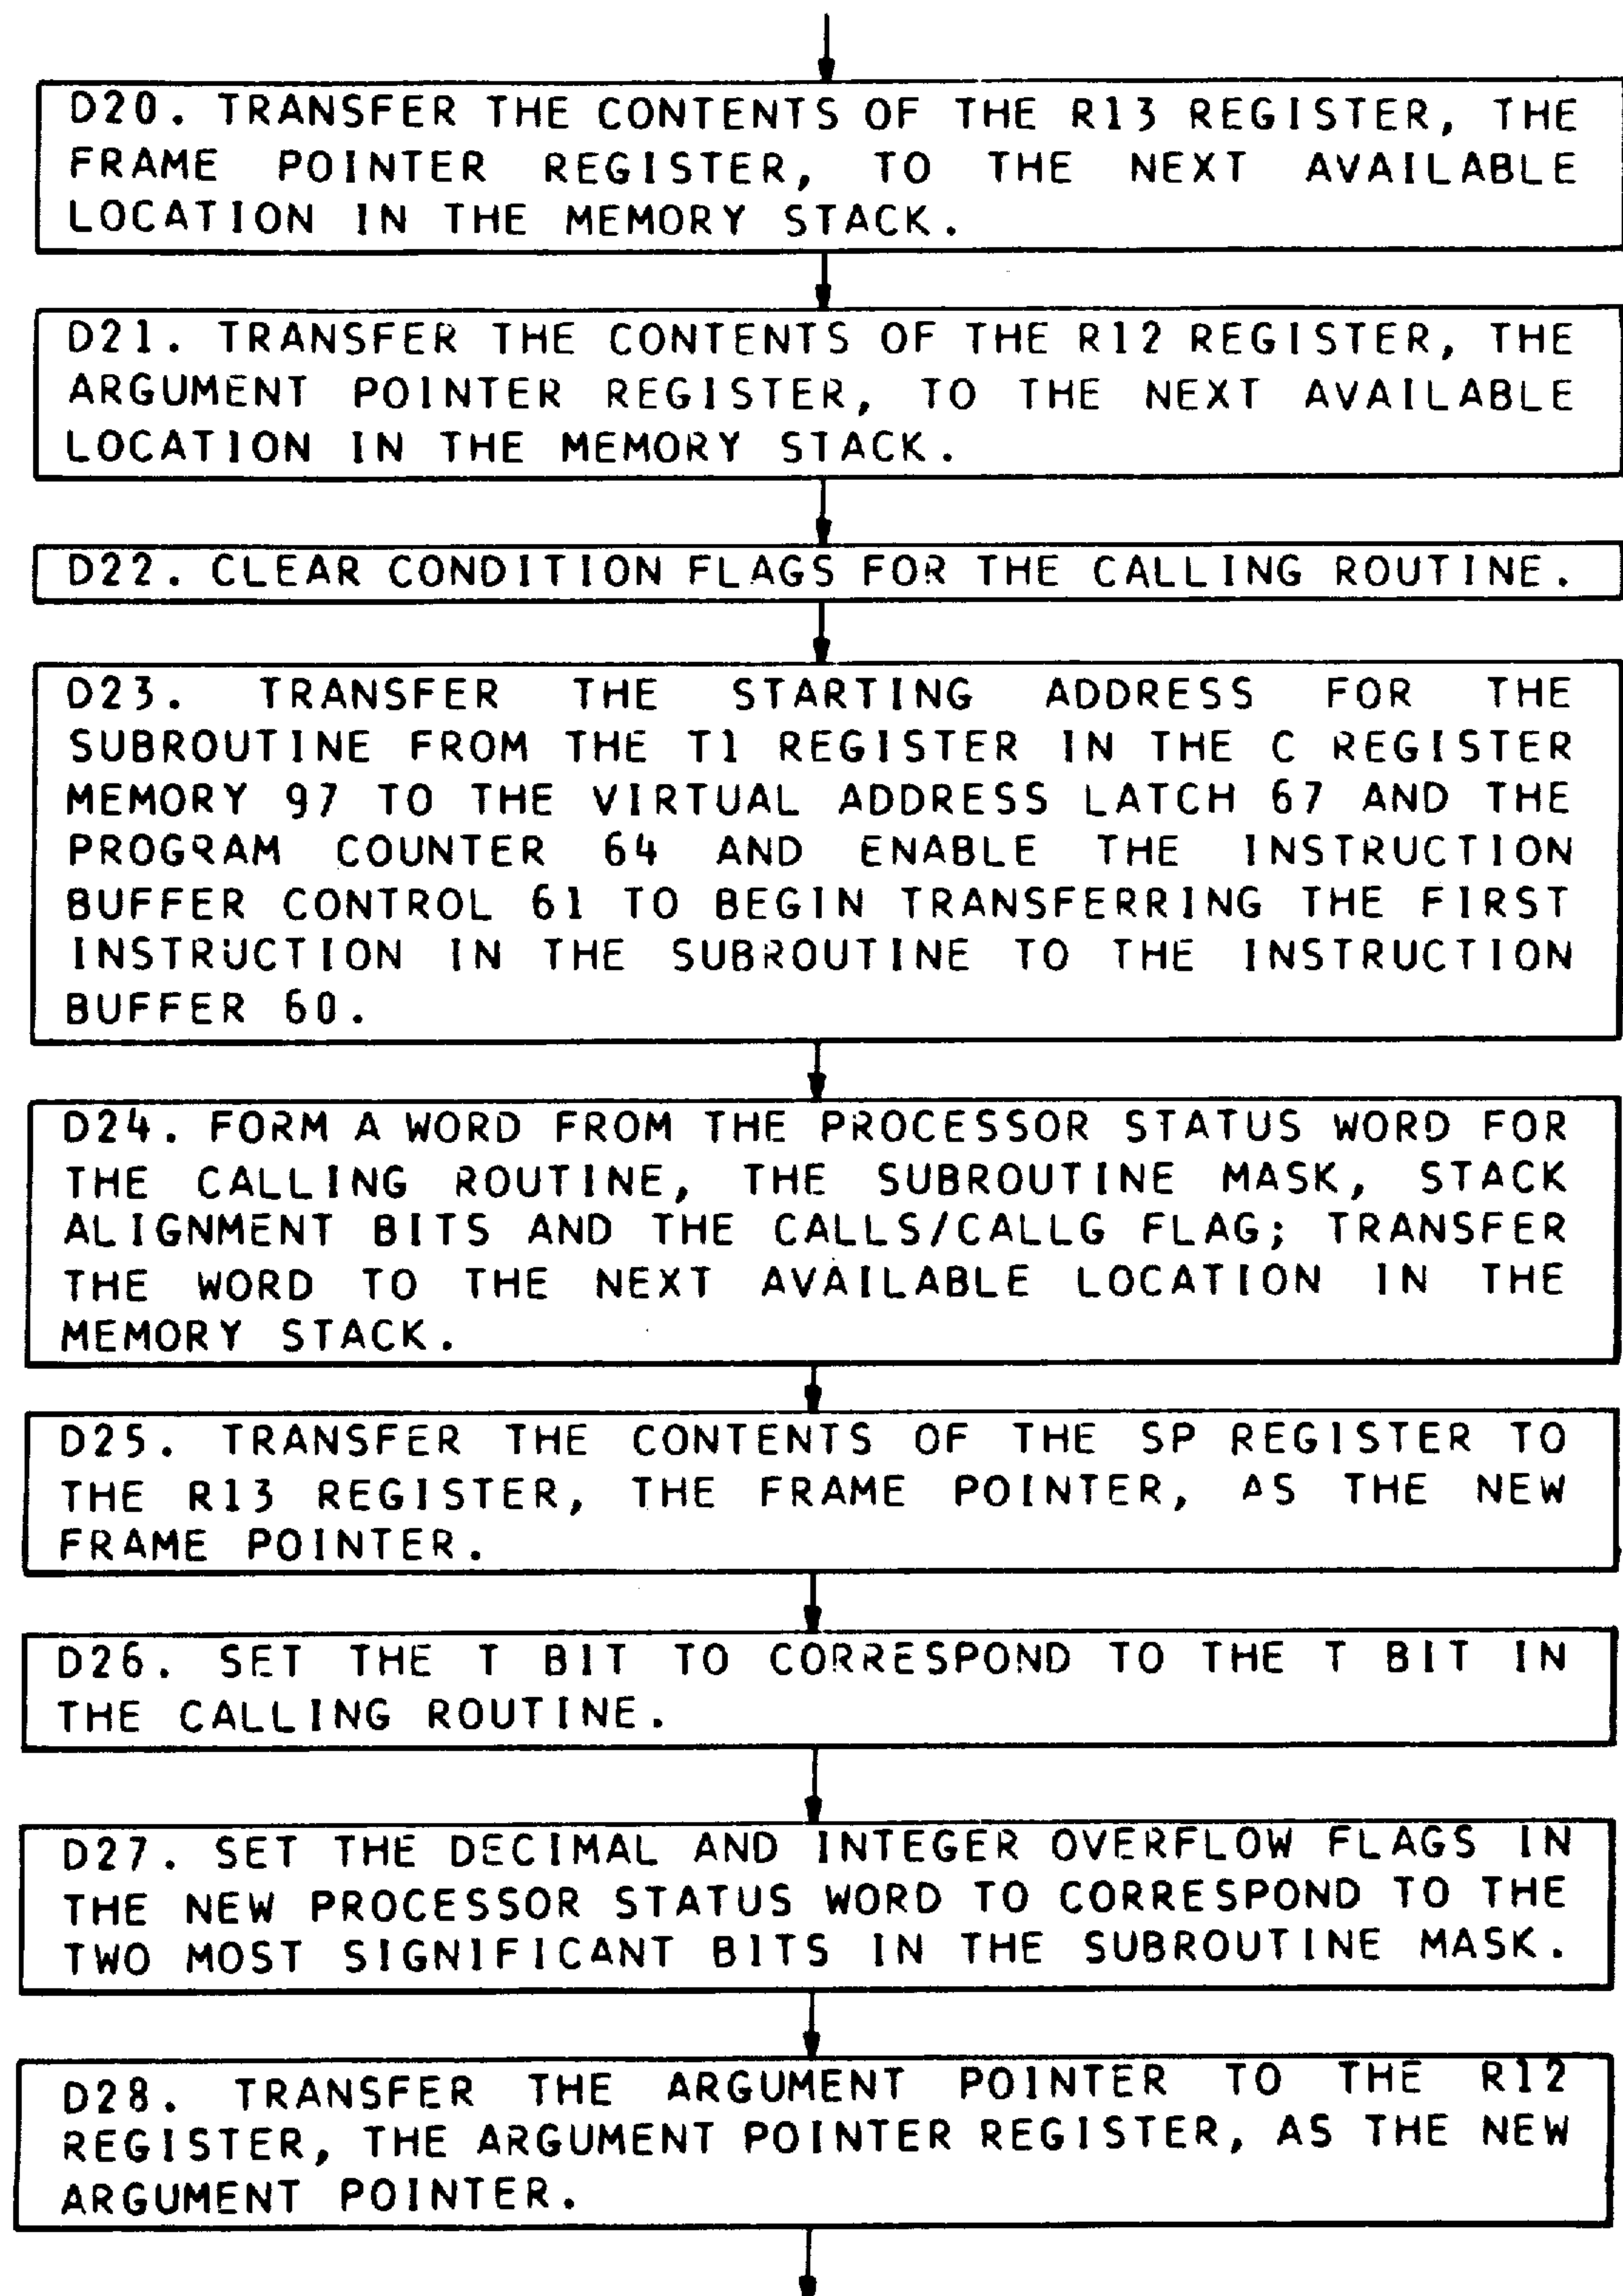 D20. TRANSFER THE CONTENTS OF THE R13 REGISTER, THE
FRAME POINTER REGISTER, TO THE NEXT AVAILABLE
LOCATION IN THE MEMORY STACK.
D21. TRANSFER THE CONTENTS OF THE R12 REGISTER, THE
ARGUMENT POINTER REGISTER, TO THE NEXT AVAILABLE
LOCATION IN THE MEMORY STACK.
D22. CLEAR CONDITION FLAGS FOR THE CALLING ROUTINE.
D23. TRANSFER THE STARTING ADDRESS FOR THE
SUBROUTINE FROM THE T1 REGISTER IN THE C REGISTER
MEMORY 97 TO THE VIRTUAL ADDRESS LATCH 67 AND THE
PROGRAM COUNTER 64 AND ENABLE THE INSTRUCTION
BUFFER CONTROL 61 TO BEGIN TRANSFERRING THE FIRST
INSTRUCTION IN THE SUBROUTINE TO THE INSTRUCTION
BUFFER 60.
D24. FORM A WORD FROM THE PROCESSOR STATUS WORD FOR
THE CALLING ROUTINE, THE SUBROUTINE MASK, STACK
ALIGNMENT BITS AND THE CALLS/CALLG FLAG; TRANSFER
THE WORD TO THE NEXT AVAILABLE LOCATION IN THE
MEMORY STACK.
D25. TRANSFER THE CONTENTS OF THE SP REGISTER TO
THE R13 REGISTER, THE FRAME POINTER, AS THE NEW
FRAME POINTER.
D26. SET THE T BIT TO CORRESPOND TO THE T BIT IN
THE CALLING ROUTINE.
D27. SET THE DECIMAL AND INTEGER OVERFLOW FLAGS IN
THE NEW PROCESSOR STATUS WORD TO CORRESPOND TO THE
TWO MOST SIGNIFICANT BITS IN THE SUBROUTINE MASK.
D28. TRANSFER THE ARGUMENT POINTER TO THE R12
REGISTER, THE ARGUMENT POINTER REGISTER, AS THE NEW
ARGUMENT POINTER.